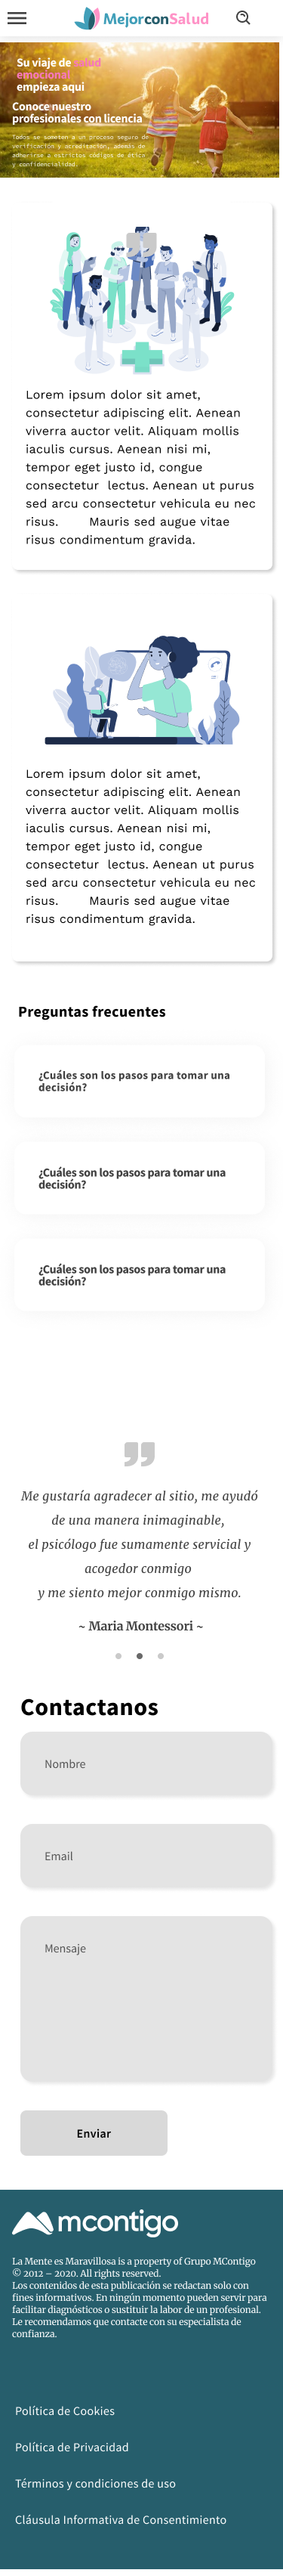 MejorconSalud
Su viaje de salud
emocional
empieza aqui
Conoce nuestro
profesionales con licencia
Todos se someten a un proceso seguro de
verificación y acreditación, además de
adherirse a estrictos códigos de ética
y confidencialidad.
Lorem ipsum dolor sit amet,
consectetur adipiscing elit. Aenean
viverra auctor velit. Aliquam mollis
iaculis cursus. Aenean nisi mi,
tempor eget justo id, congue
consectetur lectus. Aenean ut purus
sed arcu consectetur vehicula eu nec
risus. Mauris sed augue vitae
risus condimentum gravida.
Lorem ipsum dolor sit amet,
consectetur adipiscing elit. Aenean
viverra auctor velit. Aliquam mollis
iaculis cursus. Aenean nisi mi,
tempor eget justo id, congue
consectetur lectus. Aenean ut purus
sed arcu consectetur vehicula eu nec
risus. Mauris sed augue vitae
risus condimentum gravida.
Preguntas frecuentes
¿Cuáles son los pasos para tomar una
decisión?
¿Cuáles son los pasos para tomar una
decisión?
¿Cuáles son los pasos para tomar una
decisión?
Me gustaría agradecer al sitio, me ayudó
de una manera inimaginable,
el psicólogo fue sumamente servicial y
acogedor conmigo
y me siento mejor conmigo mismo.
~ Maria Montessori ~
Contactanos
Nombre
Email
Mensaje
Enviar
mcontigo
La Mente es Maravillosa is a property of Grupo MContigo
© 2012 – 2020. All rights reserved.
Los contenidos de esta publicación se redactan solo con
fines informativos. En ningún momento pueden servir para
facilitar diagnósticos o sustituir la labor de un profesional.
Le recomendamos que contacte con su especialista de
confianza.
Política de Cookies
Política de Privacidad
Términos y condiciones de uso
Cláusula Informativa de Consentimiento